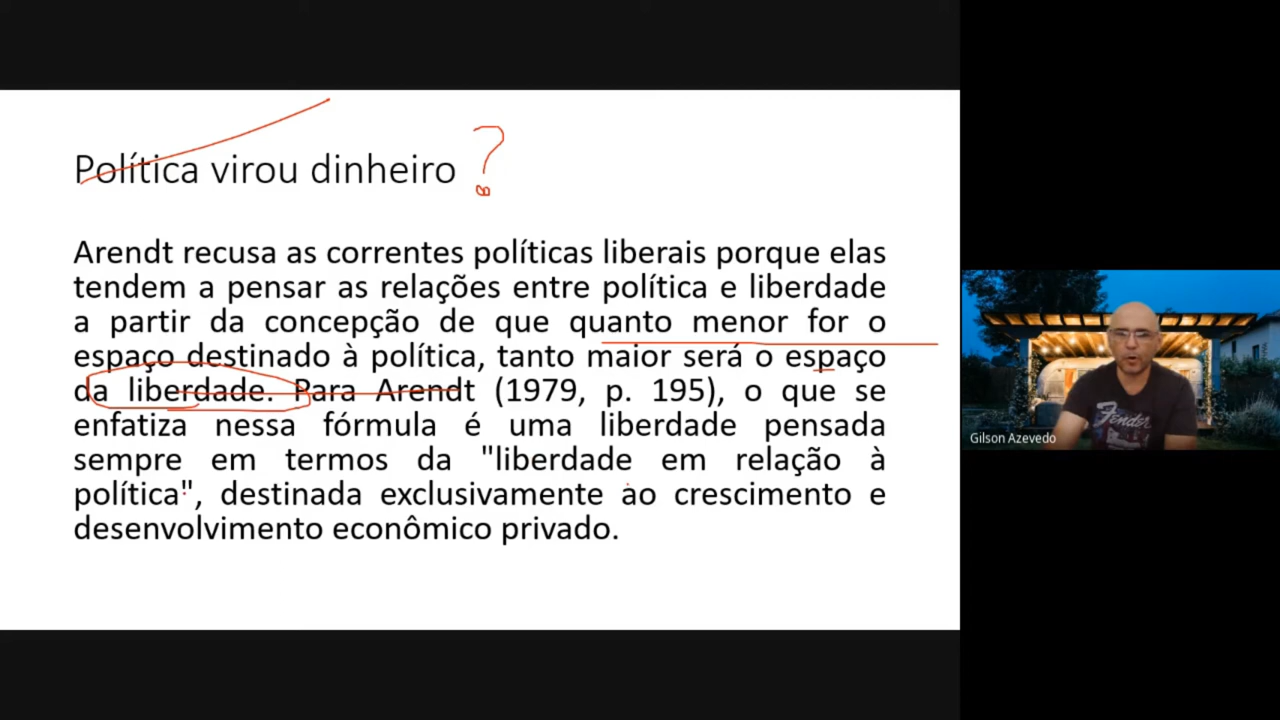 Política virou dinheiro ?
Arendt recusa as correntes políticas liberais porque elas
tendem a pensar as relações entre política e liberdade
a partir da concepção de que quanto menor for o
espaço destinado à política, tanto maior será o espaço
da liberdade. Para Arendt (1979, p. 195), o que se
enfatiza nessa fórmula é uma liberdade pensada
sempre em termos da "liberdade em relação à
política", destinada exclusivamente ao crescimento e
desenvolvimento econômico privado.
Fender
Gilson Azevedo